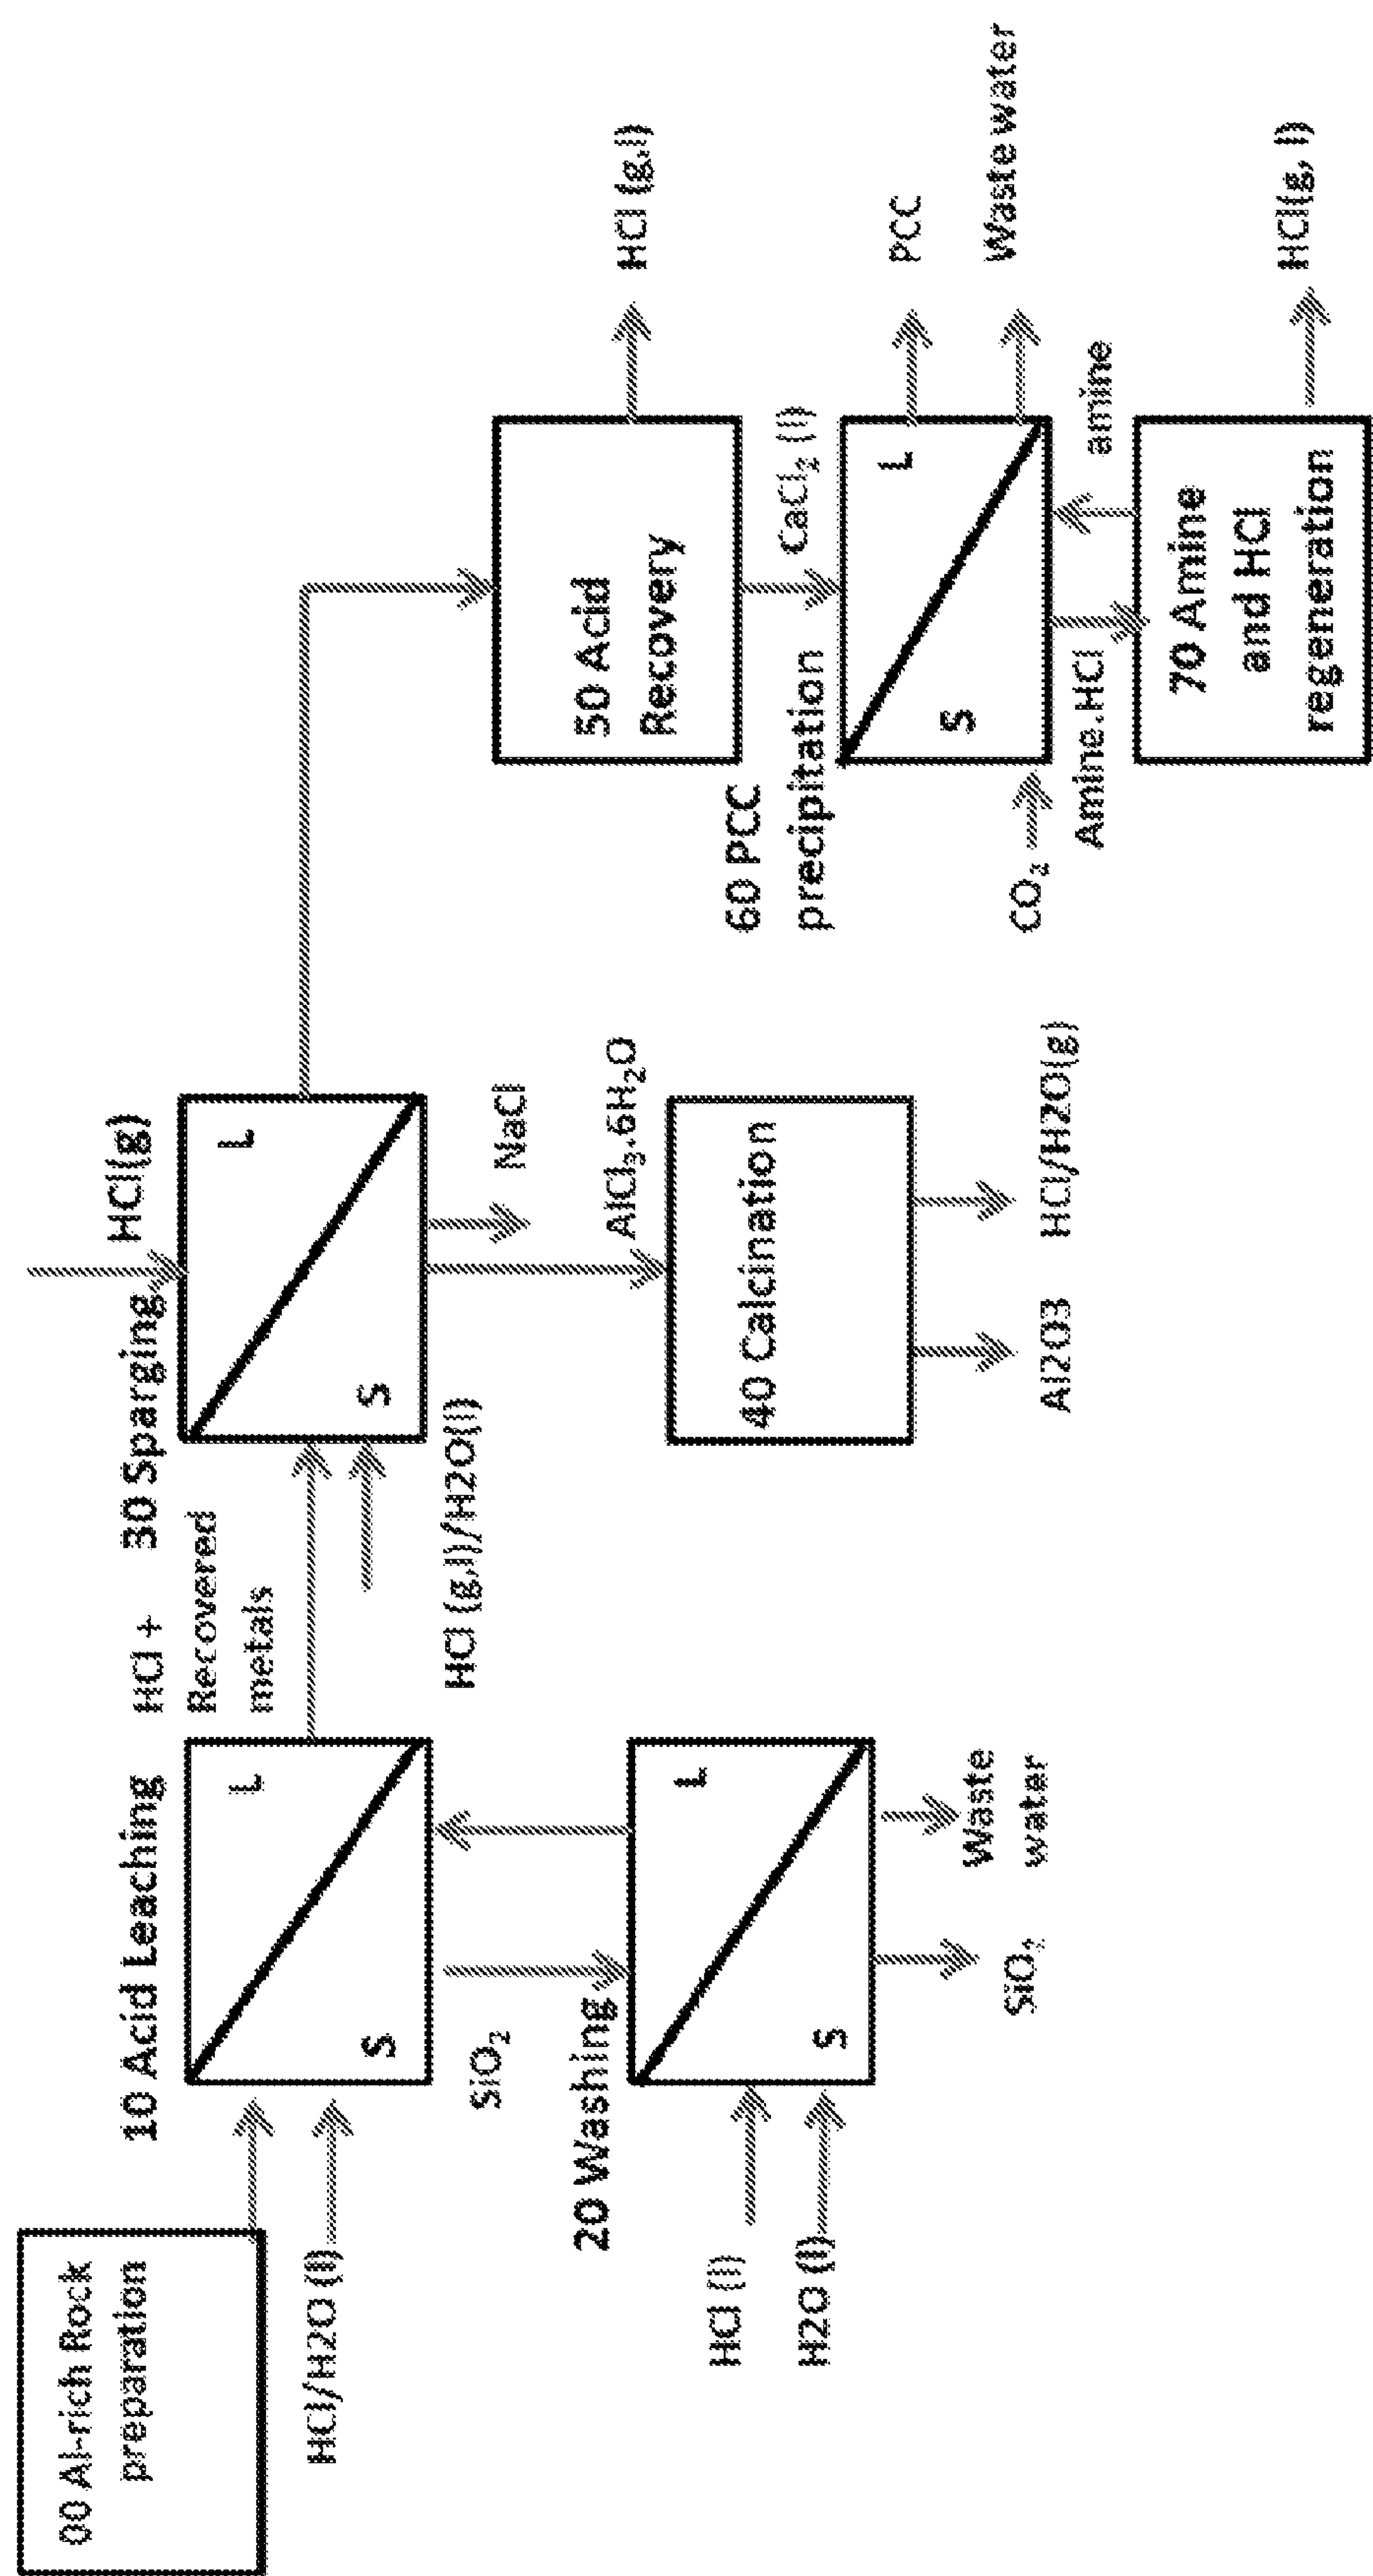 00 Al-rich Rock
preparation
HCl/H2O (l)
10 Acid Leaching
L
S
SiO₂
20 Washing
L
S
HCl (l)
H2O (l)
SiO₂
Waste
water
HCl +
Recovered
metals
30 Sparging
HCl(g)
L
S
HCl (g,l)/H2O(l)
NaCl
AlCl₃.6H₂O
40 Calcination
Al2O3
HCl/H2O(g)
50 Acid
Recovery
HCl (g,l)
CaCl₂ (l)
60 PCC
precipitation
L
S
PCC
Waste water
CO₂
Amine.HCl
amine
70 Amine
and HCl
regeneration
HCl(g, l)